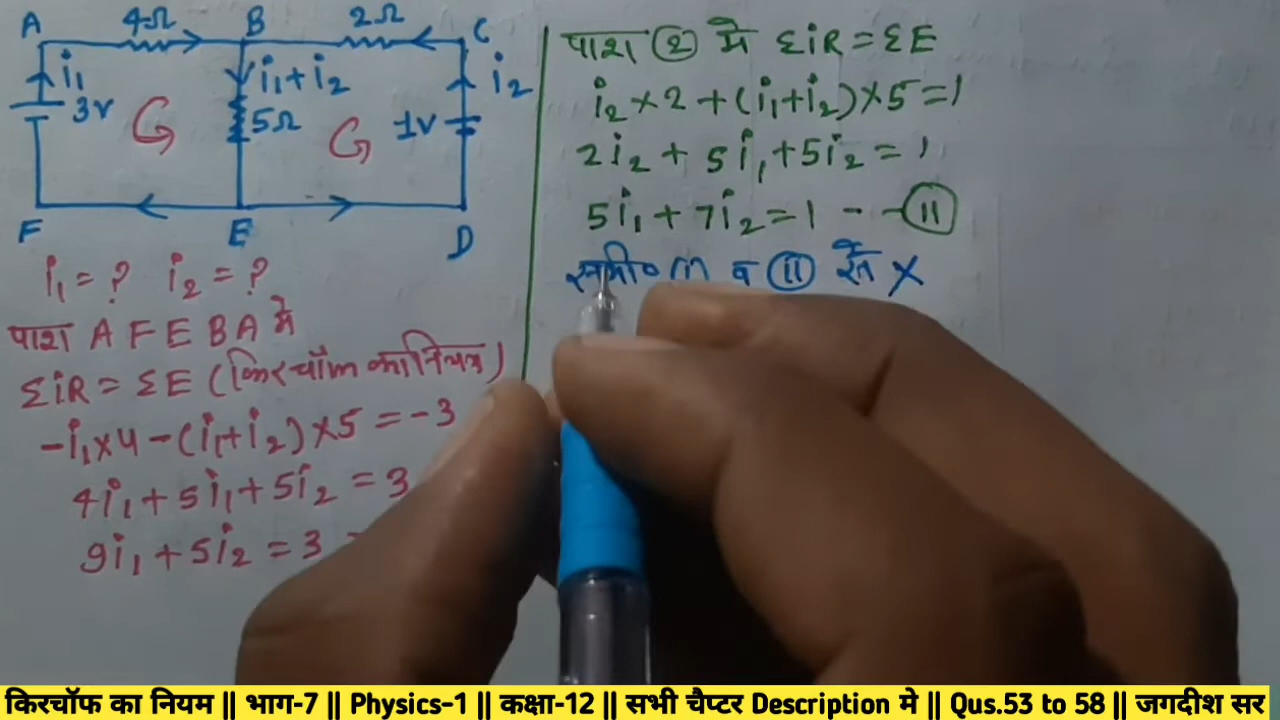 A 4Ω B 2Ω C
i₁ i₁+i₂ i₂
3v 5Ω 1v
F E D
i₁ = ? i₂ = ?
पाश A F E B A मे
ΣiR = ΣE (किरचॉफ का नियम)
-i₁×4 -(i₁+i₂)×5 = -3
4i₁ + 5i₁ + 5i₂ = 3
9i₁ + 5i₂ = 3
पाश ② मे ΣiR = ΣE
i₂×2 + (i₁+i₂)×5 = 1
2i₂ + 5i₁ + 5i₂ = 1
5i₁ + 7i₂ = 1 - - (ii)
समी० (i) व (ii) से ×
किरचॉफ का नियम || भाग-7 || Physics-1 || कक्षा-12 || सभी चैप्टर Description मे || Qus.53 to 58 || जगदीश सर